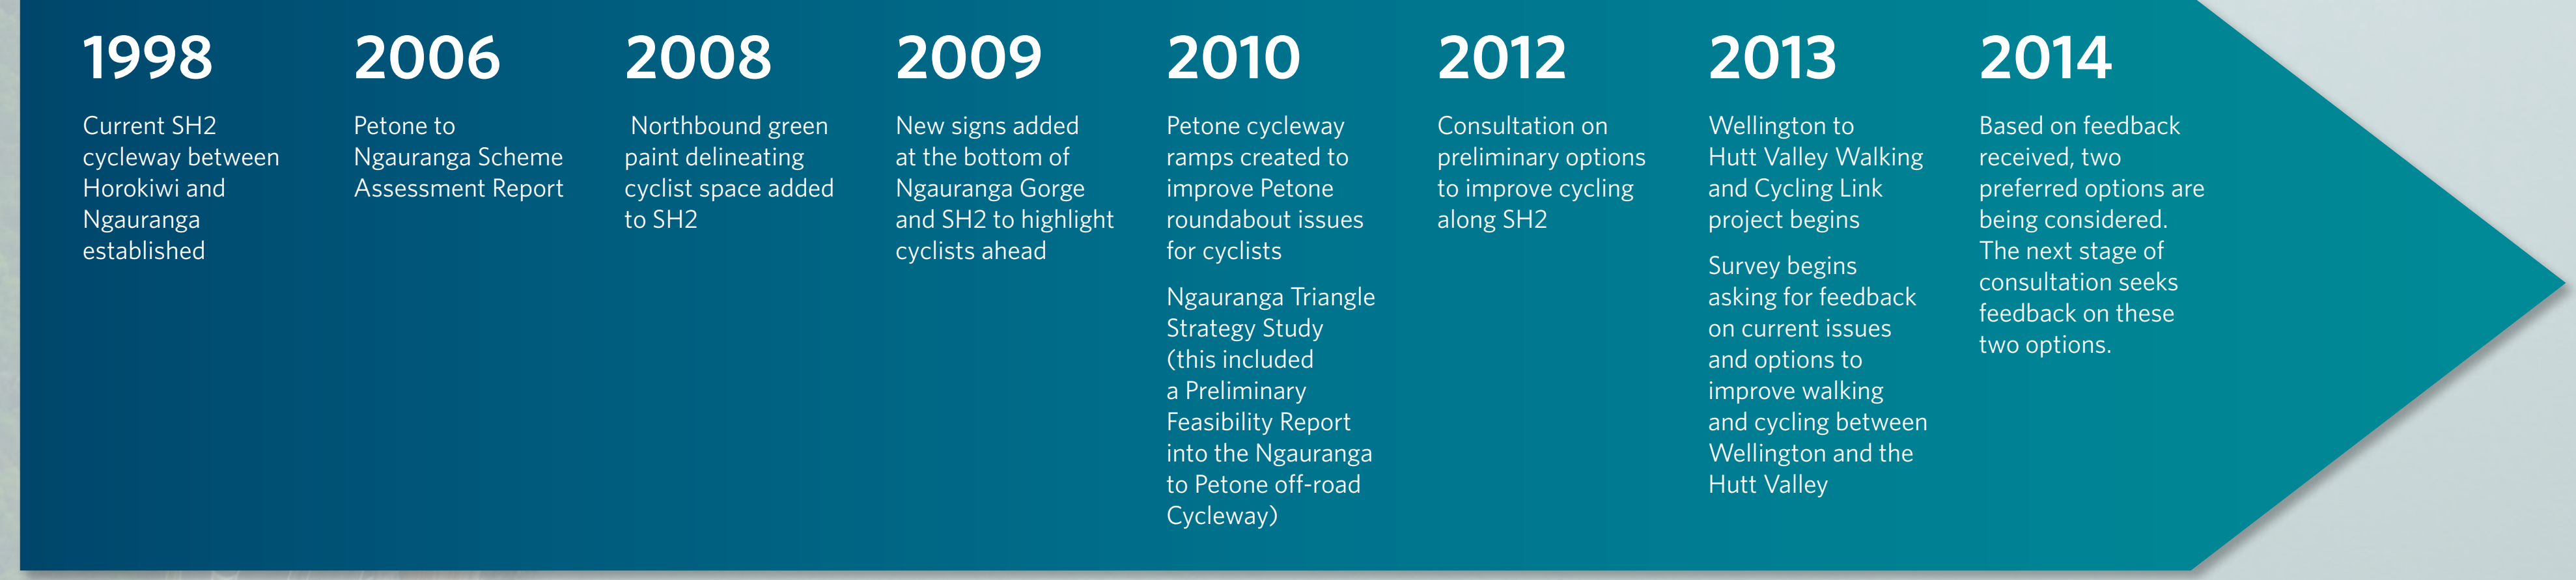 1998
Current SH2
cycleway between
Horokiwi and
Ngauranga
established
2006
Petone to
Ngauranga Scheme
Assessment Report
2008
Northbound green
paint delineating
cyclist space added
to SH2
2009
New signs added
at the bottom of
Ngauranga Gorge
and SH2 to highlight
cyclists ahead
2010
Petone cycleway
ramps created to
improve Petone
roundabout issues
for cyclists
Ngauranga Triangle
Strategy Study
(this included
a Preliminary
Feasibility Report
into the Ngauranga
to Petone off-road
Cycleway)
2012
Consultation on
preliminary options
to improve cycling
along SH2
2013
Wellington to
Hutt Valley Walking
and Cycling Link
project begins
Survey begins
asking for feedback
on current issues
and options to
improve walking
and cycling between
Wellington and the
Hutt Valley
2014
Based on feedback
received, two
preferred options are
being considered.
The next stage of
consultation seeks
feedback on these
two options.